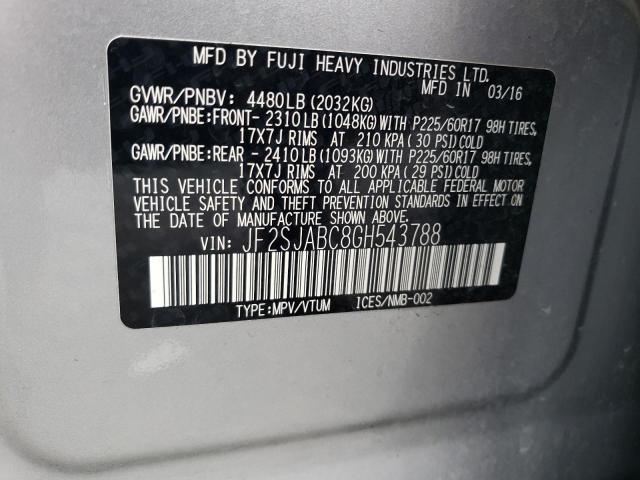 MFD BY FUJI HEAVY INDUSTRIES LTD.
MFD IN 03/16
GVWR/PNBV: 4480LB(2032KG)
GAWR/PNBE:FRONT-2310LB(1048KG)WITH P225/60R17 98H TIRES,
17X7J RIMS AT 210 KPA(30 PSI)COLD
GAWR/PNBE:REAR -2410LB(1093KG)WITH P225/60R17 98H TIRES,
17X7J RIMS AT 200 KPA(29 PSI)COLD
THIS VEHICLE CONFORMS TO ALL APPLICABLE FEDERAL MOTOR
VEHICLE SAFETY AND THEFT PREVENTION STANDARDS IN EFFECT
ON THE DATE OF MANUFACTURE SHOWN ABOVE.
VIN: JF2SJABC8GH543788
TYPE:MPV/VTUM ICES/NMB-002